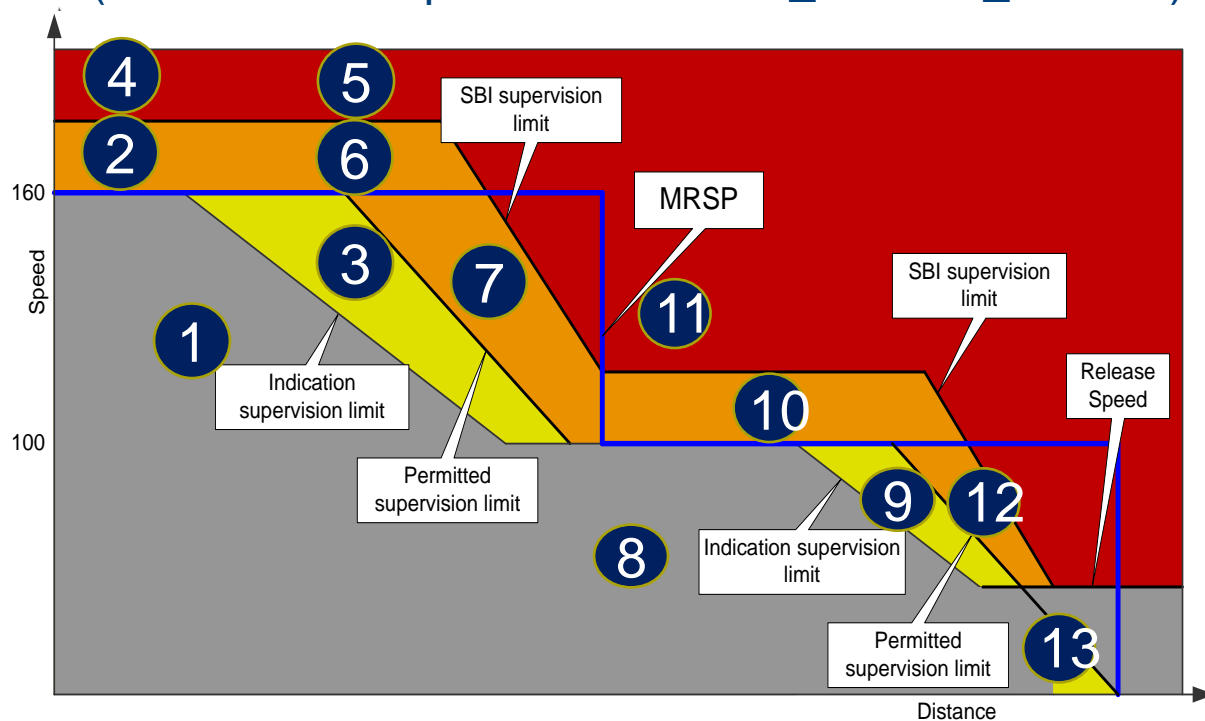 4
5
SBI supervision
limit
2
6
160
MRSP
Speed
3
7
SBI supervision
limit
11
1
Indication
supervision limit
Release
Speed
10
100
Permitted
supervision limit
9
12
Indication supervision
limit
8
Permitted
supervision limit
13
Distance